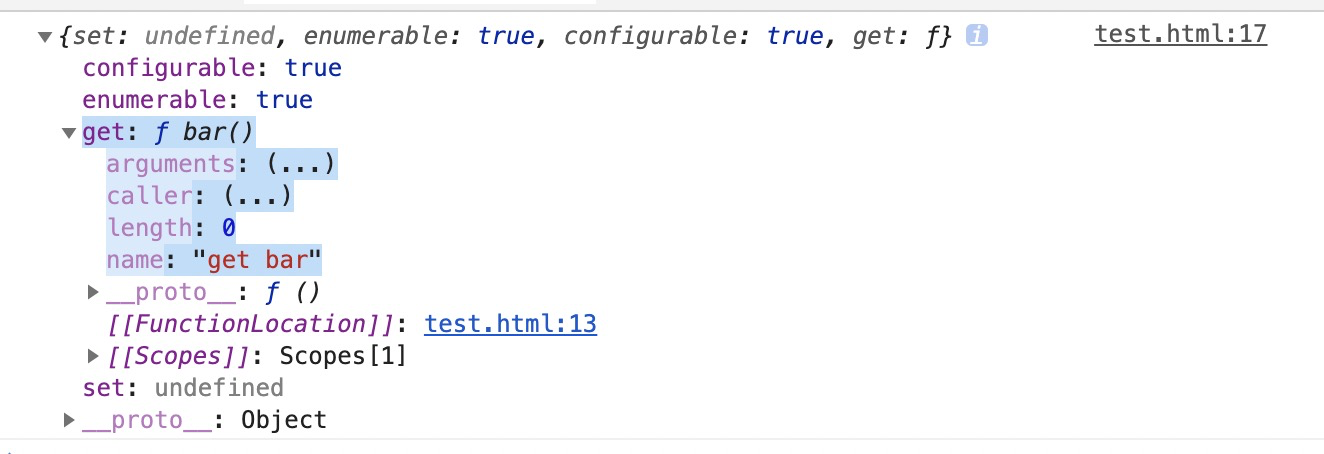 ▼{set: undefined, enumerable: true, configurable: true, get: ƒ} i test.html:17
configurable: true
enumerable: true
▼get: ƒ bar()
arguments: (...)
caller: (...)
length: 0
name: "get bar"
▶__proto__: ƒ ()
[[FunctionLocation]]: test.html:13
▶[[Scopes]]: Scopes[1]
set: undefined
▶__proto__: Object